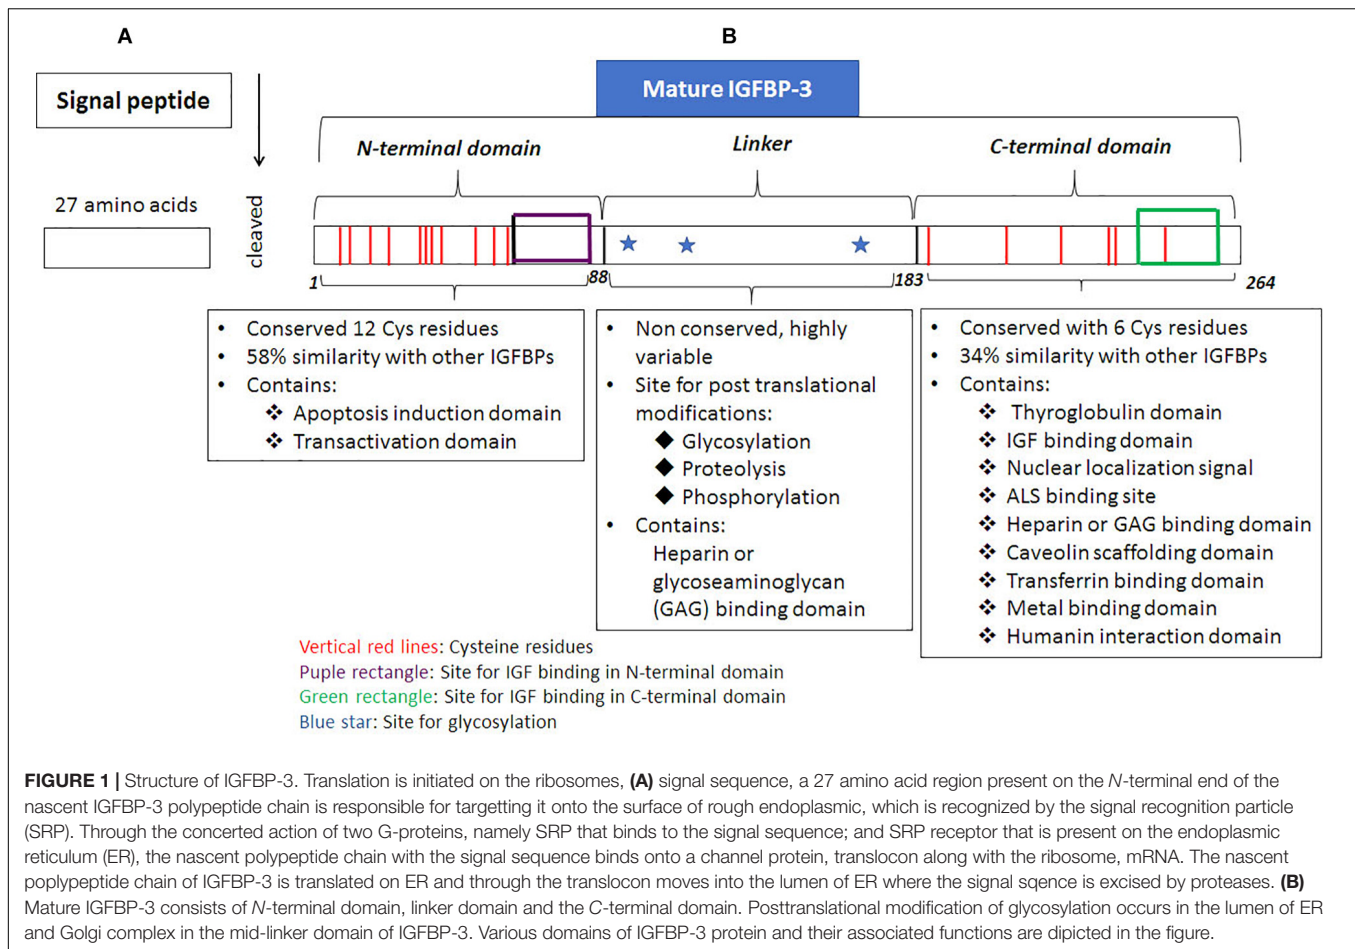 A
B
Signal peptide
Mature IGFBP-3
N-terminal domain
Linker
C-terminal domain
27 amino acids
cleaved
1
88
183
264
• Conserved 12 Cys residues
• 58% similarity with other IGFBPs
• Contains:
❖ Apoptosis induction domain
❖ Transactivation domain
• Non conserved, highly
variable
• Site for post translational
modifications:
◆ Glycosylation
◆ Proteolysis
◆ Phosphorylation
• Contains:
Heparin or
glycoseaminoglycan
(GAG) binding domain
• Conserved with 6 Cys residues
• 34% similarity with other IGFBPs
• Contains:
❖ Thyroglobulin domain
❖ IGF binding domain
❖ Nuclear localization signal
❖ ALS binding site
❖ Heparin or GAG binding domain
❖ Caveolin scaffolding domain
❖ Transferrin binding domain
❖ Metal binding domain
❖ Humanin interaction domain
Vertical red lines: Cysteine residues
Puple rectangle: Site for IGF binding in N-terminal domain
Green rectangle: Site for IGF binding in C-terminal domain
Blue star: Site for glycosylation
FIGURE 1 | Structure of IGFBP-3. Translation is initiated on the ribosomes, (A) signal sequence, a 27 amino acid region present on the N-terminal end of the
nascent IGFBP-3 polypeptide chain is responsible for targetting it onto the surface of rough endoplasmic, which is recognized by the signal recognition particle
(SRP). Through the concerted action of two G-proteins, namely SRP that binds to the signal sequence; and SRP receptor that is present on the endoplasmic
reticulum (ER), the nascent polypeptide chain with the signal sequence binds onto a channel protein, translocon along with the ribosome, mRNA. The nascent
poplypeptide chain of IGFBP-3 is translated on ER and through the translocon moves into the lumen of ER where the signal sqence is excised by proteases. (B)
Mature IGFBP-3 consists of N-terminal domain, linker domain and the C-terminal domain. Posttranslational modification of glycosylation occurs in the lumen of ER
and Golgi complex in the mid-linker domain of IGFBP-3. Various domains of IGFBP-3 protein and their associated functions are dipicted in the figure.